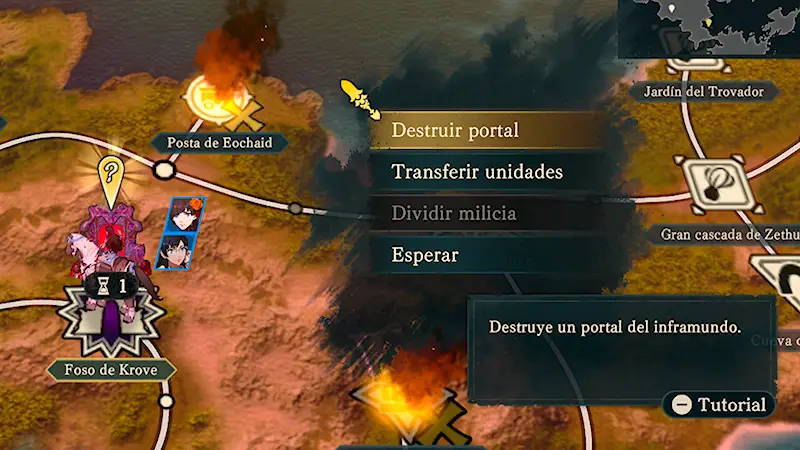 Jardín del Trovador
Destruir portal
Posta de Eochaid
Transferir unidades
?
Dividir milicia
Gran cascada de Zethu
Esperar
1
Destruye un portal del inframundo.
Foso de Krove
Tutorial